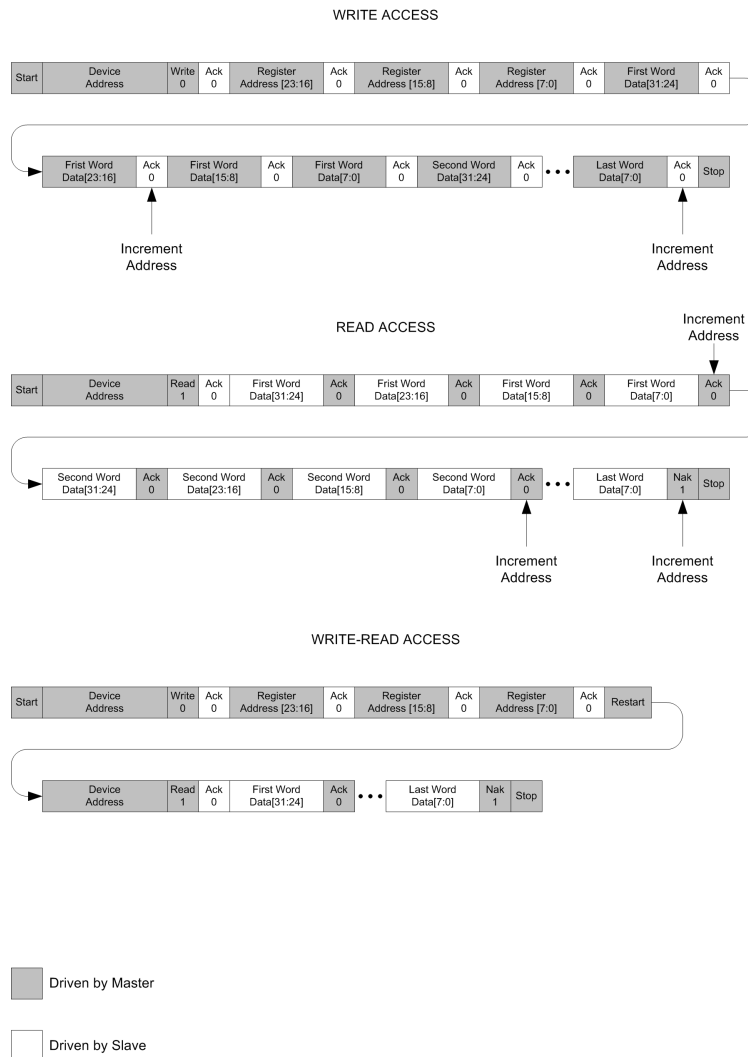 WRITE ACCESS
Start Device Address Write 0 Ack 0 Register Address [23:16] Ack 0 Register Address [15:8] Ack 0 Register Address [7:0] Ack 0 First Word Data[31:24] Ack 0
Frist Word Data[23:16] Ack 0 First Word Data[15:8] Ack 0 First Word Data[7:0] Ack 0 Second Word Data[31:24] Ack 0 ••• Last Word Data[7:0] Ack 0 Stop
Increment Address Increment Address
READ ACCESS
Increment Address
Start Device Address Read 1 Ack 0 First Word Data[31:24] Ack 0 Frist Word Data[23:16] Ack 0 First Word Data[15:8] Ack 0 First Word Data[7:0] Ack 0
Second Word Data[31:24] Ack 0 Second Word Data[23:16] Ack 0 Second Word Data[15:8] Ack 0 Second Word Data[7:0] Ack 0 ••• Last Word Data[7:0] Nak 1 Stop
Increment Address Increment Address
WRITE-READ ACCESS
Start Device Address Write 0 Ack 0 Register Address [23:16] Ack 0 Register Address [15:8] Ack 0 Register Address [7:0] Ack 0 Restart
Device Address Read 1 Ack 0 First Word Data[31:24] Ack 0 ••• Last Word Data[7:0] Nak 1 Stop
Driven by Master
Driven by Slave